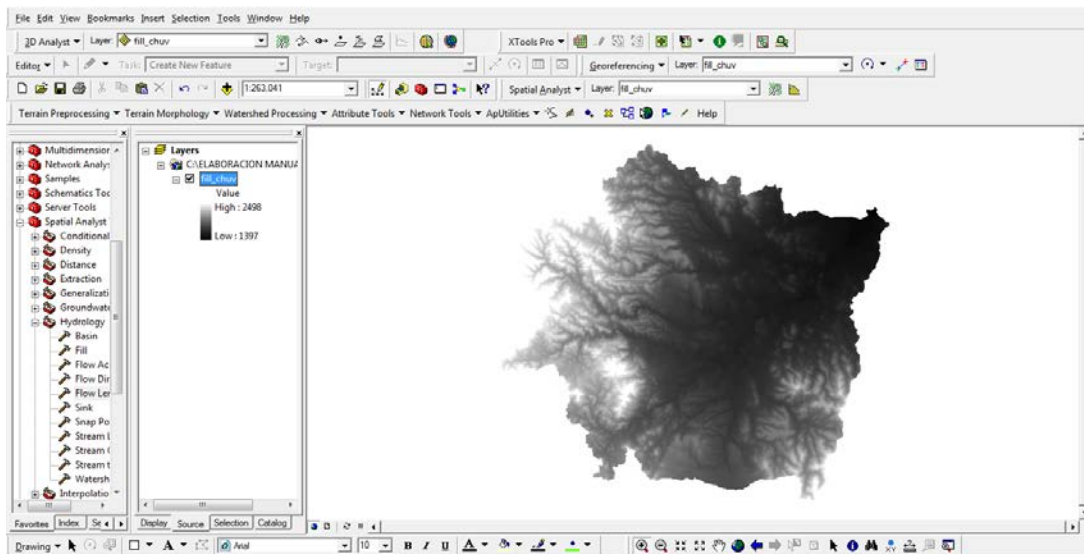 File Edit View Bookmarks Insert Selection Tools Window Help
3D Analyst Layer: fill_chuv XTools Pro
Editor Task: Create New Feature Target: Georeferencing Layer: fill_chuv
1:263.041 Spatial Analyst Layer: fill_chuv
Terrain Preprocessing Terrain Morphology Watershed Processing Attribute Tools Network Tools ApUtilities Help
Multidimension
Network Analys
Samples
Schematics Too
Server Tools
Spatial Analyst
Conditional
Density
Distance
Extraction
Generalizati
Groundwate
Hydrology
Basin
Fill
Flow Ac
Flow Dir
Flow Ler
Sink
Snap Po
Stream L
Stream C
Stream t
Watersh
Interpolatio
Favorites Index Se
Layers
C:\ELABORACION MANUA
fill_chuv
Value
High : 2498
Low : 1397
Display Source Selection Catalog
Drawing A Arial 10 B I U A